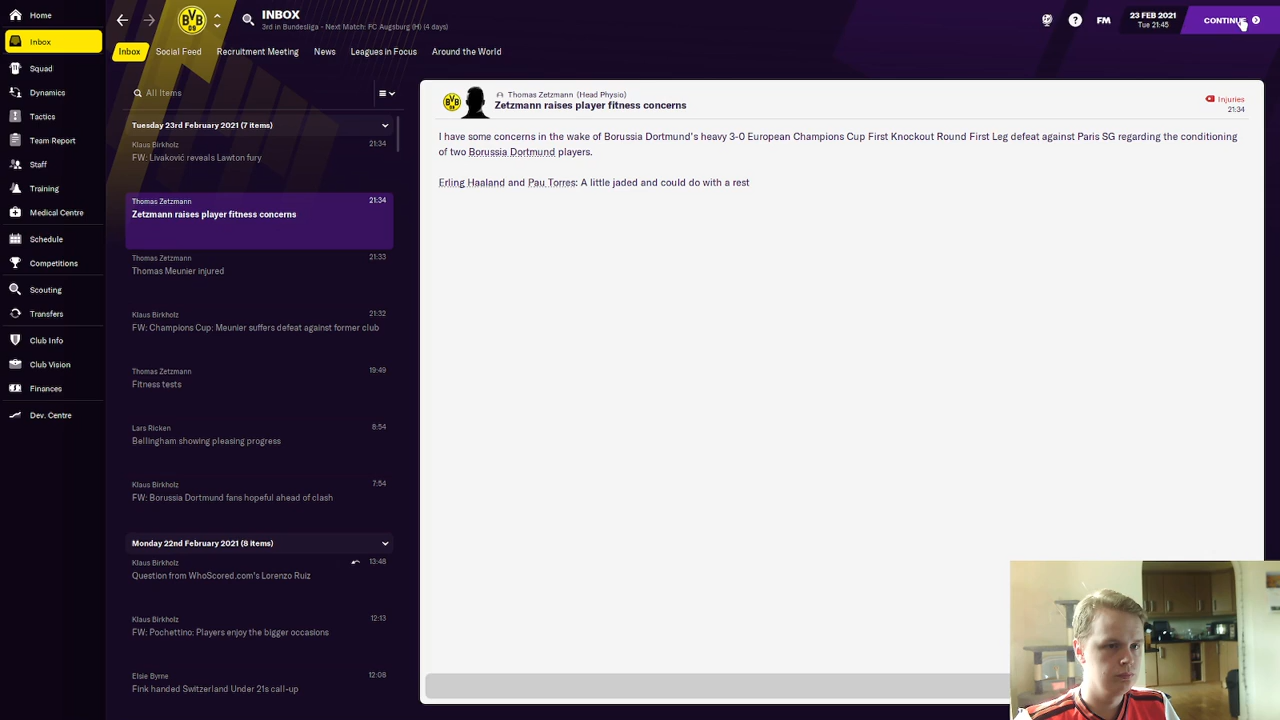 Home
Inbox
Squad
Dynamics
Tactics
Team Report
Staff
Training
Medical Centre
Schedule
Competitions
Scouting
Transfers
Club Info
Club Vision
Finances
Dev. Centre
BVB
09
INBOX
3rd in Bundesliga - Next Match: FC Augsburg (H) (4 days)
?
FM
23 FEB 2021
Tue 21:45
CONTINUE
Inbox
Social Feed
Recruitment Meeting
News
Leagues in Focus
Around the World
All Items
Tuesday 23rd February 2021 (7 items)
Klaus Birkholz 21:34
FW: Livaković reveals Lawton fury
Thomas Zetzmann 21:34
Zetzmann raises player fitness concerns
Thomas Zetzmann 21:33
Thomas Meunier injured
Klaus Birkholz 21:32
FW: Champions Cup: Meunier suffers defeat against former club
Thomas Zetzmann 19:49
Fitness tests
Lars Ricken 8:54
Bellingham showing pleasing progress
Klaus Birkholz 7:54
FW: Borussia Dortmund fans hopeful ahead of clash
Monday 22nd February 2021 (8 items)
Klaus Birkholz 13:48
Question from WhoScored.com's Lorenzo Ruiz
Klaus Birkholz 12:13
FW: Pochettino: Players enjoy the bigger occasions
Elsie Byrne 12:08
Fink handed Switzerland Under 21s call-up
BVB
09
Thomas Zetzmann (Head Physio)
Zetzmann raises player fitness concerns
Injuries
21:34
I have some concerns in the wake of Borussia Dortmund's heavy 3-0 European Champions Cup First Knockout Round First Leg defeat against Paris SG regarding the conditioning
of two Borussia Dortmund players.
Erling Haaland and Pau Torres: A little jaded and could do with a rest